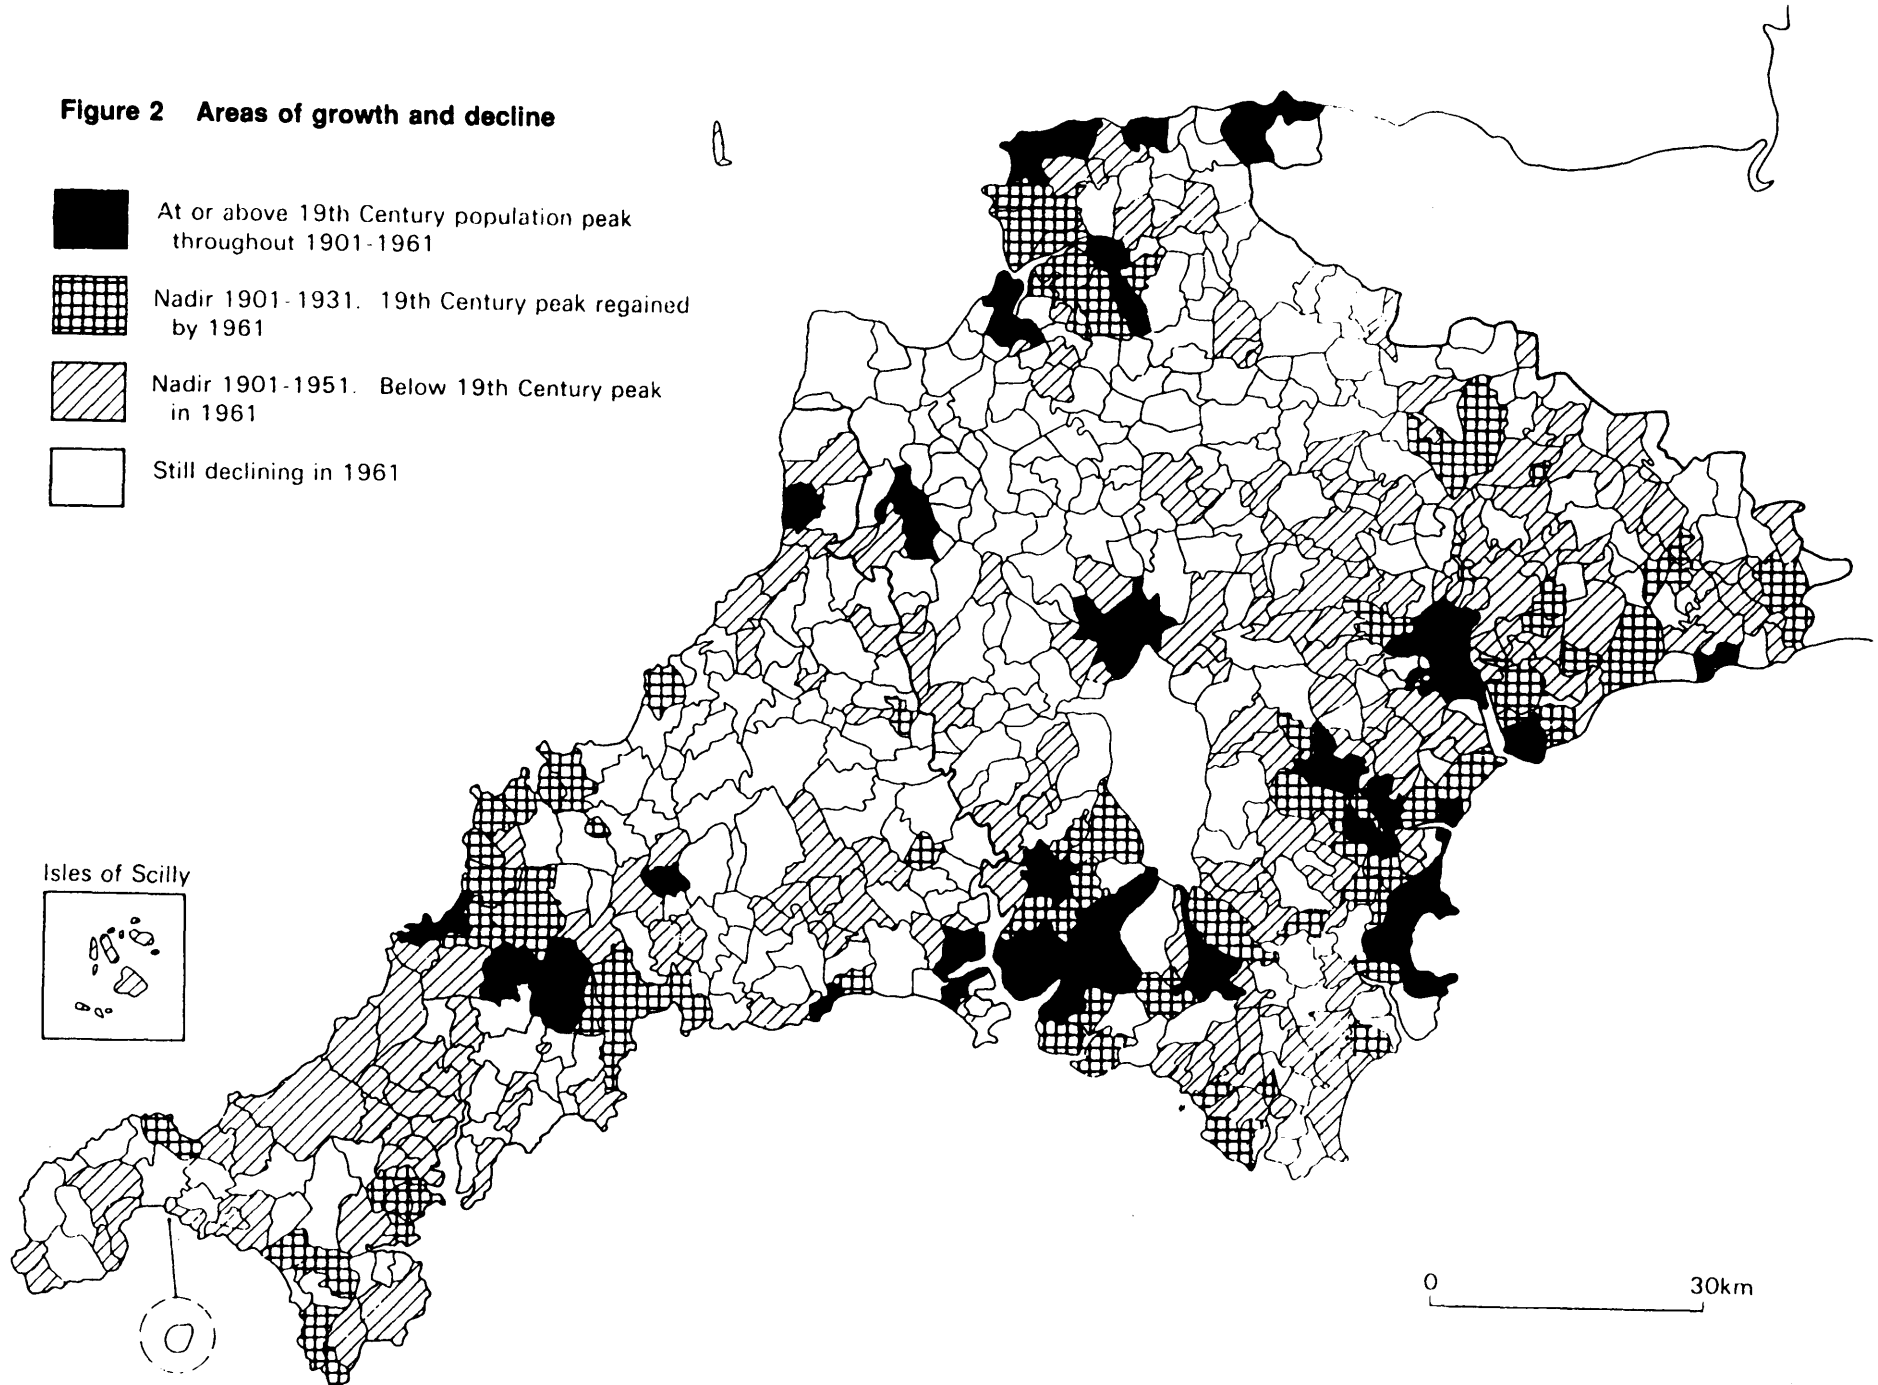 Figure 2 Areas of growth and decline
At or above 19th Century population peak
throughout 1901-1961
Nadir 1901-1931. 19th Century peak regained
by 1961
Nadir 1901-1951. Below 19th Century peak
in 1961
Still declining in 1961
Isles of Scilly
0 30km